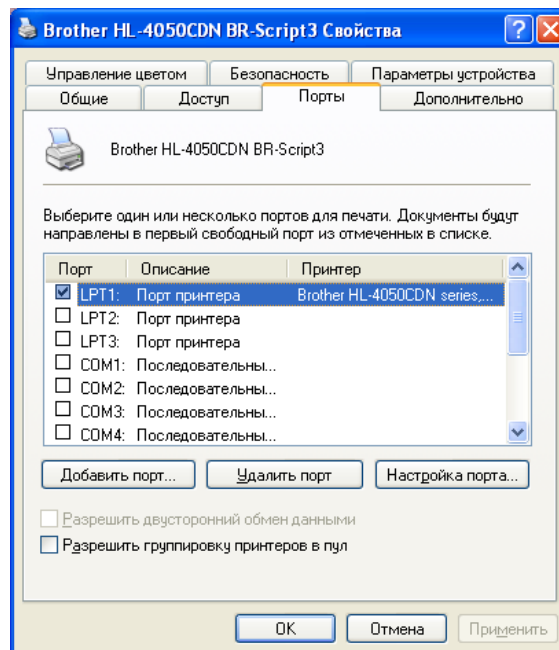 Brother HL-4050CDN BR-Script3 Свойства
Управление цветом Безопасность Параметры устройства
Общие Доступ Порты Дополнительно
Brother HL-4050CDN BR-Script3
Выберите один или несколько портов для печати. Документы будут
направлены в первый свободный порт из отмеченных в списке.
Порт Описание Принтер
LPT1: Порт принтера Brother HL-4050CDN series,...
LPT2: Порт принтера
LPT3: Порт принтера
COM1: Последовательны...
COM2: Последовательны...
COM3: Последовательны...
COM4: Последовательны...
Добавить порт... Удалить порт Настройка порта...
Разрешить двусторонний обмен данными
Разрешить группировку принтеров в пул
OK Отмена Применить